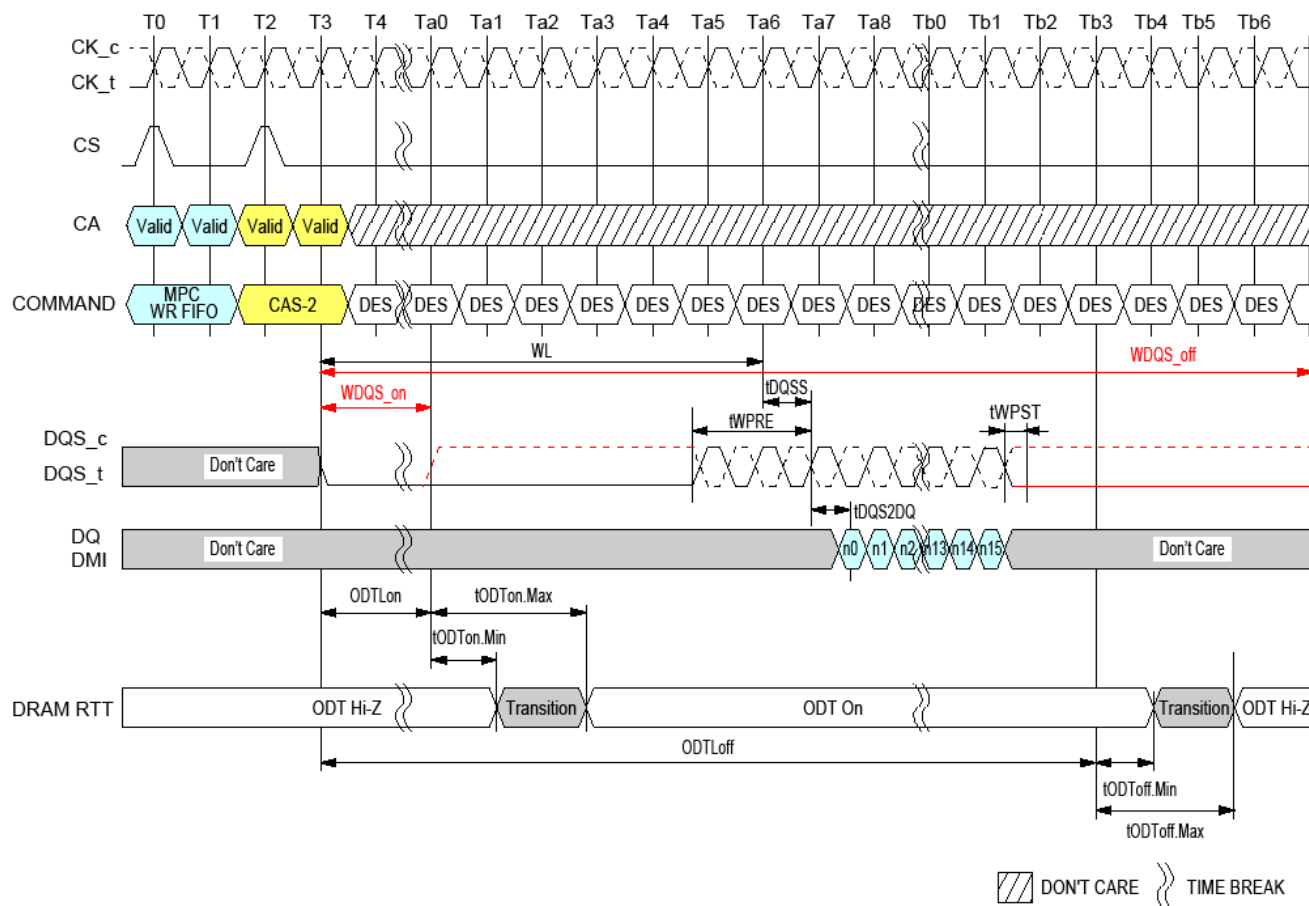 T0 T1 T2 T3 T4 Ta0 Ta1 Ta2 Ta3 Ta4 Ta5 Ta6 Ta7 Ta8 Tb0 Tb1 Tb2 Tb3 Tb4 Tb5 Tb6
CK_c
CK_t
CS
CA Valid Valid Valid Valid
COMMAND MPC WR FIFO CAS-2 DES DES DES DES DES DES DES DES DES DES DES DES DES DES DES DES DES
WL
WDQS_off
WDQS_on
tDQSS
tWPRE
tWPST
DQS_c
DQS_t
Don't Care
tDQS2DQ
DQ
DMI
Don't Care n0 n1 n2 n13 n14 n15 Don't Care
ODTLon tODTon.Max
tODTon.Min
DRAM RTT ODT Hi-Z Transition ODT On Transition ODT Hi-Z
ODTLoff
tODToff.Min
tODToff.Max
DON'T CARE TIME BREAK